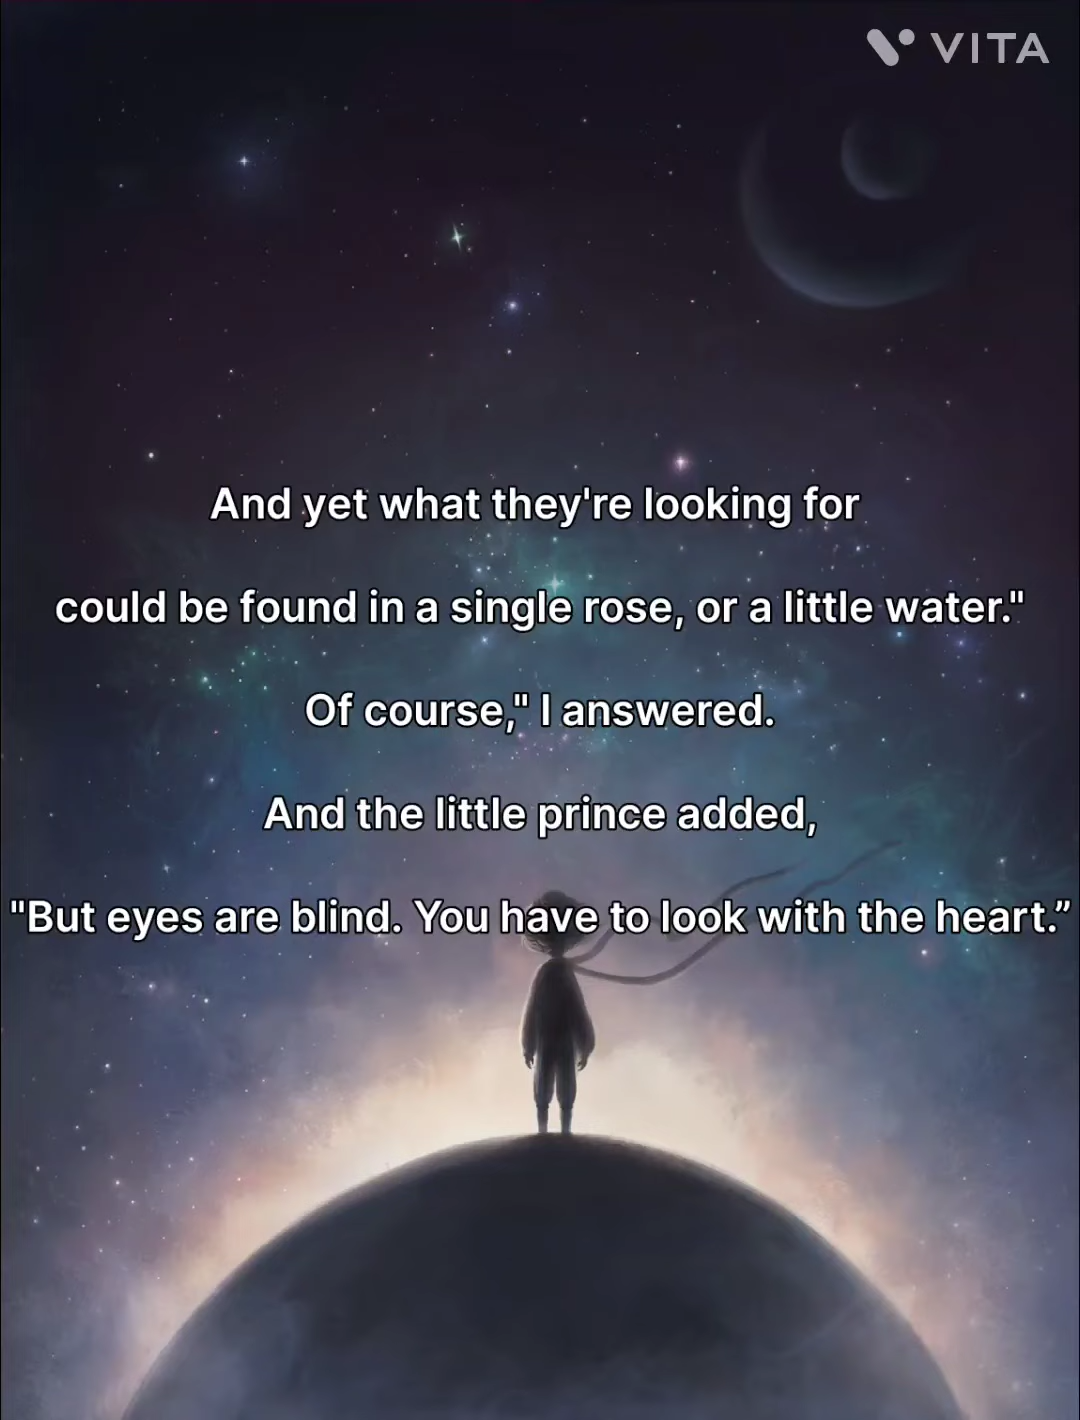 VITA
And yet what they're looking for
could be found in a single rose, or a little water."
Of course," I answered.
And the little prince added,
"But eyes are blind. You have to look with the heart.”